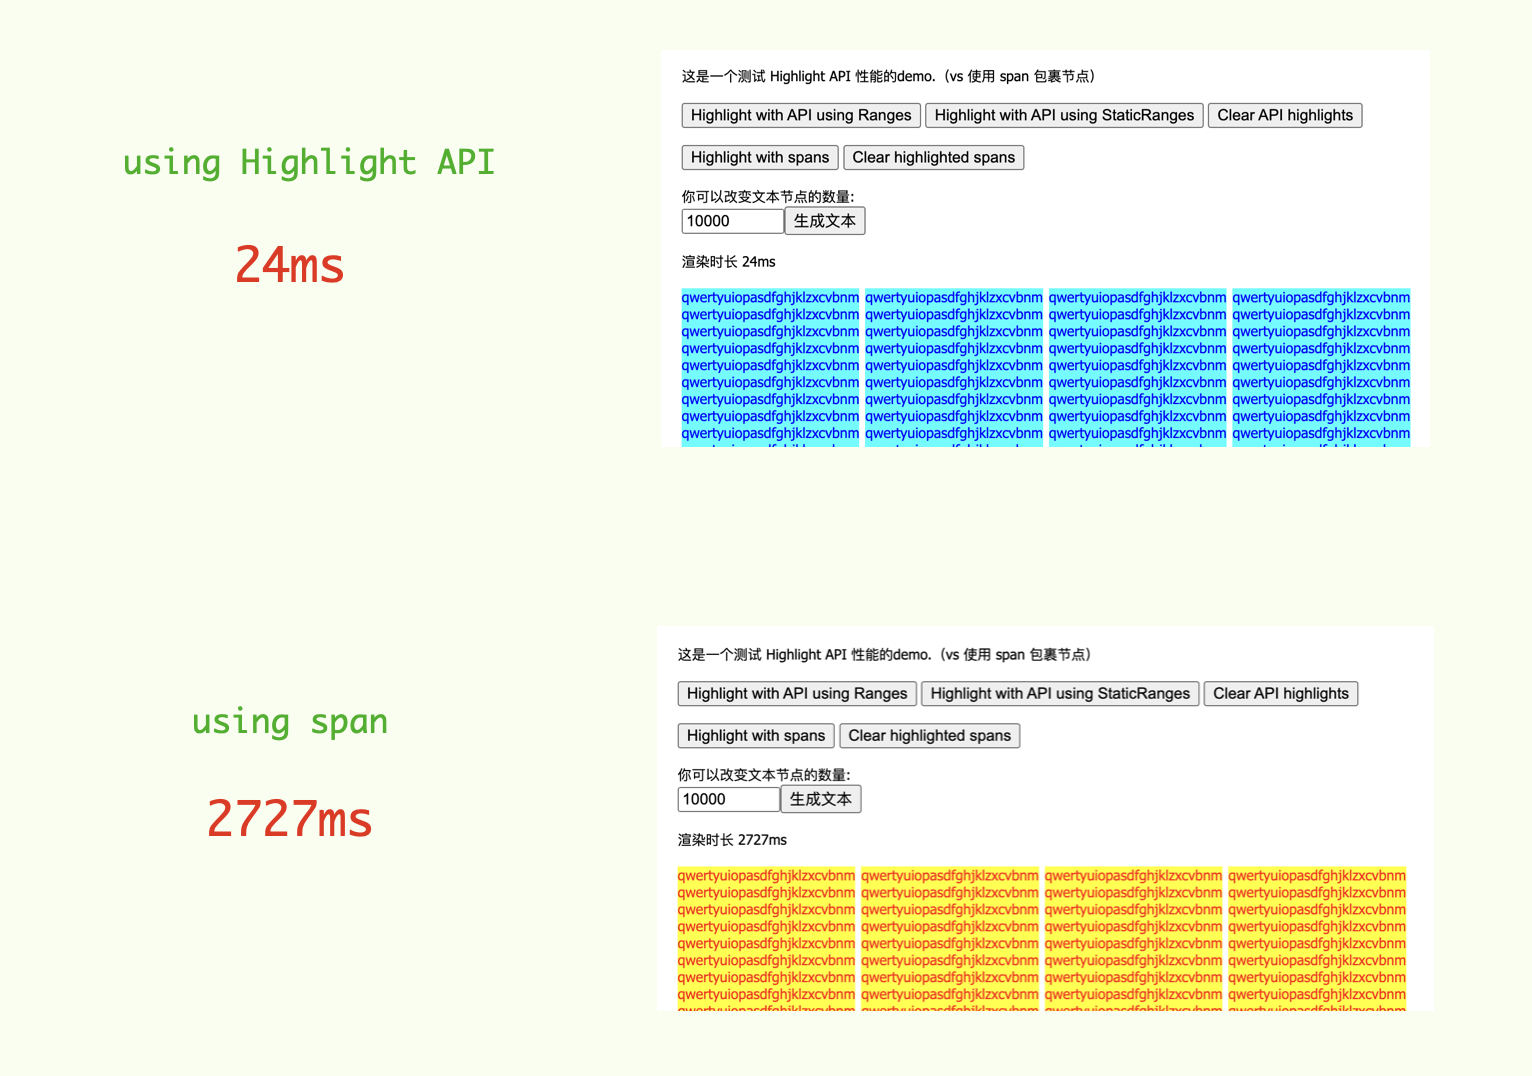 using Highlight API
24ms
这是一个测试 Highlight API 性能的demo.（vs 使用 span 包裹节点）
Highlight with API using Ranges Highlight with API using StaticRanges Clear API highlights
Highlight with spans Clear highlighted spans
你可以改变文本节点的数量:
10000 生成文本
渲染时长 24ms
qwertyuiopasdfghjklzxcvbnm qwertyuiopasdfghjklzxcvbnm qwertyuiopasdfghjklzxcvbnm qwertyuiopasdfghjklzxcvbnm
qwertyuiopasdfghjklzxcvbnm qwertyuiopasdfghjklzxcvbnm qwertyuiopasdfghjklzxcvbnm qwertyuiopasdfghjklzxcvbnm
qwertyuiopasdfghjklzxcvbnm qwertyuiopasdfghjklzxcvbnm qwertyuiopasdfghjklzxcvbnm qwertyuiopasdfghjklzxcvbnm
qwertyuiopasdfghjklzxcvbnm qwertyuiopasdfghjklzxcvbnm qwertyuiopasdfghjklzxcvbnm qwertyuiopasdfghjklzxcvbnm
qwertyuiopasdfghjklzxcvbnm qwertyuiopasdfghjklzxcvbnm qwertyuiopasdfghjklzxcvbnm qwertyuiopasdfghjklzxcvbnm
qwertyuiopasdfghjklzxcvbnm qwertyuiopasdfghjklzxcvbnm qwertyuiopasdfghjklzxcvbnm qwertyuiopasdfghjklzxcvbnm
qwertyuiopasdfghjklzxcvbnm qwertyuiopasdfghjklzxcvbnm qwertyuiopasdfghjklzxcvbnm qwertyuiopasdfghjklzxcvbnm
qwertyuiopasdfghjklzxcvbnm qwertyuiopasdfghjklzxcvbnm qwertyuiopasdfghjklzxcvbnm qwertyuiopasdfghjklzxcvbnm
qwertyuiopasdfghjklzxcvbnm qwertyuiopasdfghjklzxcvbnm qwertyuiopasdfghjklzxcvbnm qwertyuiopasdfghjklzxcvbnm
using span
2727ms
这是一个测试 Highlight API 性能的demo.（vs 使用 span 包裹节点）
Highlight with API using Ranges Highlight with API using StaticRanges Clear API highlights
Highlight with spans Clear highlighted spans
你可以改变文本节点的数量:
10000 生成文本
渲染时长 2727ms
qwertyuiopasdfghjklzxcvbnm qwertyuiopasdfghjklzxcvbnm qwertyuiopasdfghjklzxcvbnm qwertyuiopasdfghjklzxcvbnm
qwertyuiopasdfghjklzxcvbnm qwertyuiopasdfghjklzxcvbnm qwertyuiopasdfghjklzxcvbnm qwertyuiopasdfghjklzxcvbnm
qwertyuiopasdfghjklzxcvbnm qwertyuiopasdfghjklzxcvbnm qwertyuiopasdfghjklzxcvbnm qwertyuiopasdfghjklzxcvbnm
qwertyuiopasdfghjklzxcvbnm qwertyuiopasdfghjklzxcvbnm qwertyuiopasdfghjklzxcvbnm qwertyuiopasdfghjklzxcvbnm
qwertyuiopasdfghjklzxcvbnm qwertyuiopasdfghjklzxcvbnm qwertyuiopasdfghjklzxcvbnm qwertyuiopasdfghjklzxcvbnm
qwertyuiopasdfghjklzxcvbnm qwertyuiopasdfghjklzxcvbnm qwertyuiopasdfghjklzxcvbnm qwertyuiopasdfghjklzxcvbnm
qwertyuiopasdfghjklzxcvbnm qwertyuiopasdfghjklzxcvbnm qwertyuiopasdfghjklzxcvbnm qwertyuiopasdfghjklzxcvbnm
qwertyuiopasdfghjklzxcvbnm qwertyuiopasdfghjklzxcvbnm qwertyuiopasdfghjklzxcvbnm qwertyuiopasdfghjklzxcvbnm